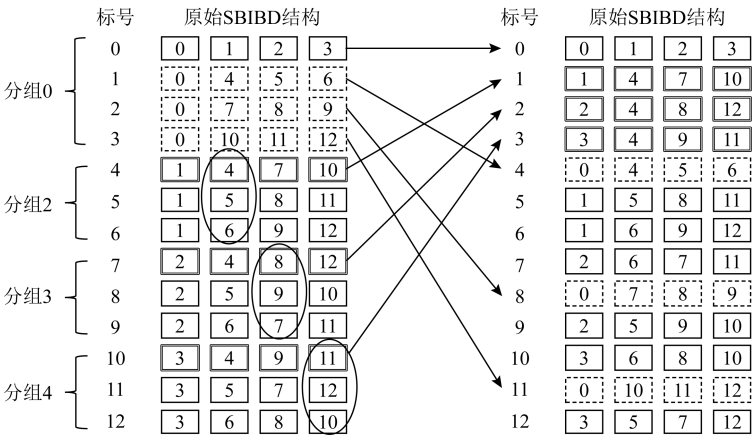 标号 原始SBIBD结构 标号 原始SBIBD结构
0 0 1 2 3 0 0 1 2 3
1 0 4 5 6 1 1 4 7 10
分组0
2 0 7 8 9 2 2 4 8 12
3 0 10 11 12 3 3 4 9 11
4 1 4 7 10 4 0 4 5 6
分组2 5 1 5 8 11 5 1 5 8 11
6 1 6 9 12 6 1 6 9 12
7 2 4 8 12 7 2 6 7 11
分组3 8 2 5 9 10 8 0 7 8 9
9 2 6 7 11 9 2 5 9 10
10 3 4 9 11 10 3 6 8 10
分组4 11 3 5 7 12 11 0 10 11 12
12 3 6 8 10 12 3 5 7 12